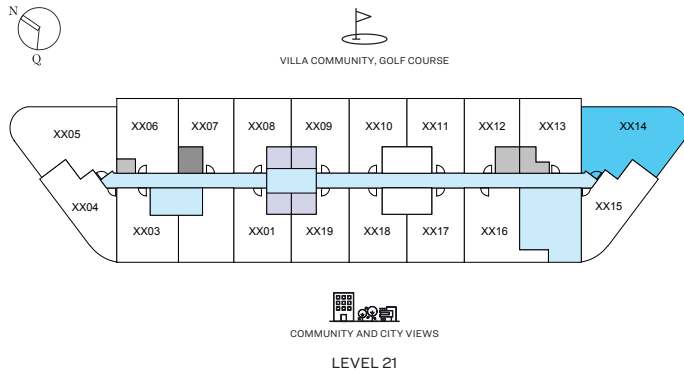 N
Q
VILLA COMMUNITY, GOLF COURSE
XX05 XX06 XX07 XX08 XX09 XX10 XX11 XX12 XX13 XX14
XX04 XX03 XX01 XX19 XX18 XX17 XX16 XX15
COMMUNITY AND CITY VIEWS
LEVEL 21